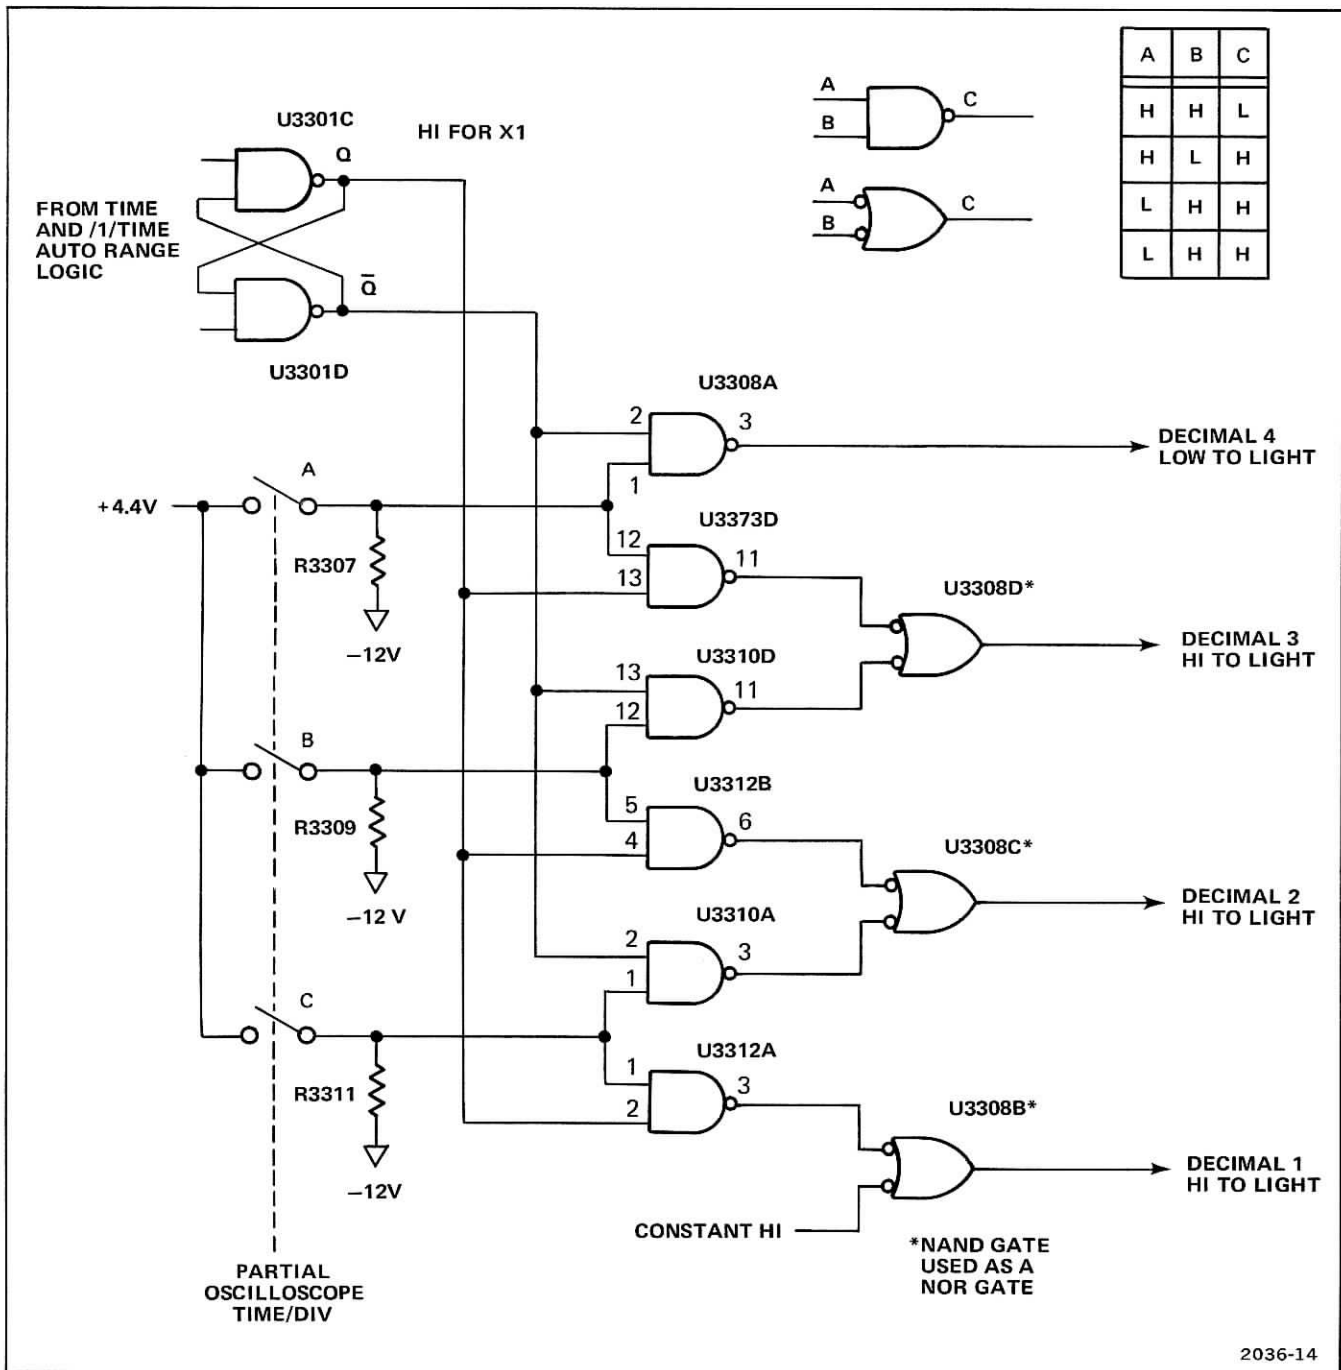 A B C
H H L
H L H
L H H
L H H
A
B
C
A
B
C
U3301C
HI FOR X1
Q
FROM TIME
AND /1/TIME
AUTO RANGE
LOGIC
Q̅
U3301D
U3308A
2
3
1
DECIMAL 4
LOW TO LIGHT
A
+4.4V
U3373D
R3307
12
11
13
U3308D*
–12V
U3310D
DECIMAL 3
HI TO LIGHT
13
11
12
B
U3312B
R3309
5
6
4
U3308C*
–12 V
U3310A
DECIMAL 2
HI TO LIGHT
2
3
1
C
U3312A
R3311
1
3
2
U3308B*
–12V
DECIMAL 1
HI TO LIGHT
CONSTANT HI
*NAND GATE
USED AS A
NOR GATE
PARTIAL
OSCILLOSCOPE
TIME/DIV
2036-14